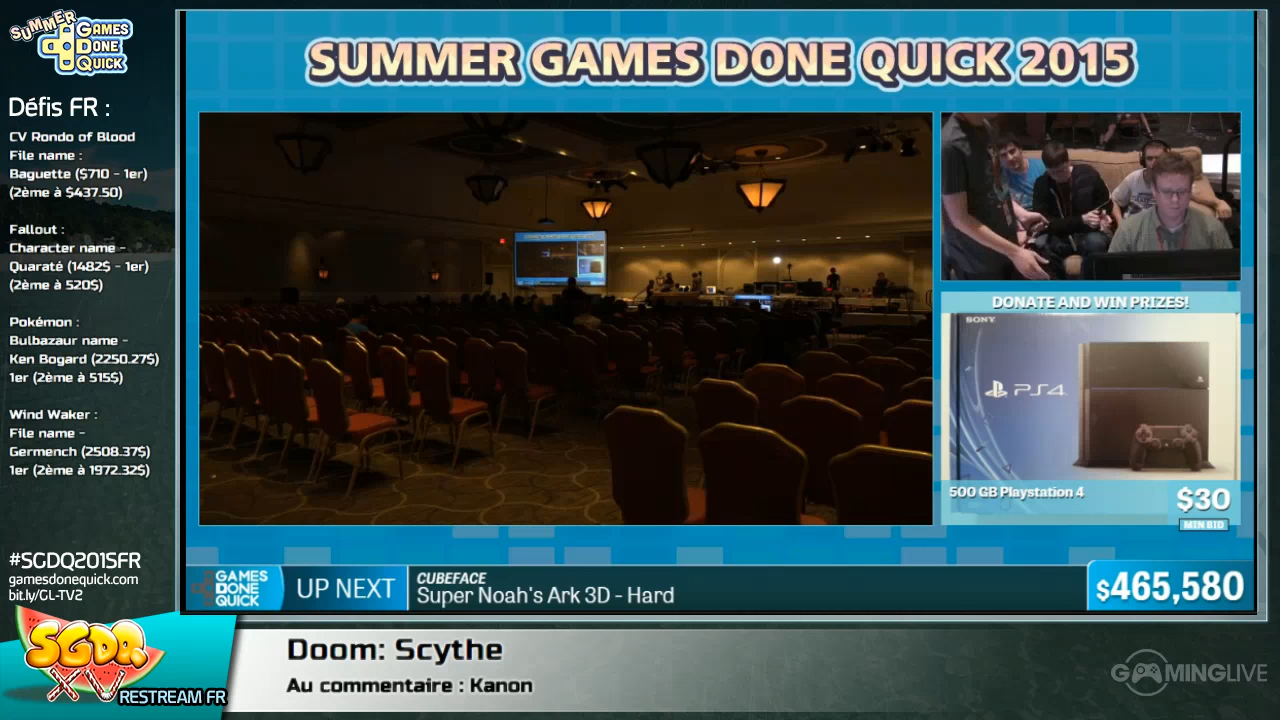 SUMMER
GAMES
DONE
QUICK
Défis FR :
CV Rondo of Blood
File name :
Baguette ($710 - 1er)
(2ème à $437.50)
Fallout :
Character name -
Quaraté (1482$ - 1er)
(2ème à 520$)
Pokémon :
Bulbazaur name -
Ken Bogard (2250.27$)
1er (2ème à 515$)
Wind Waker :
File name -
Germench (2508.37$)
1er (2ème à 1972.32$)
#SGDQ2015FR
gamesdonequick.com
bit.ly/GL-TV2
SUMMER GAMES DONE QUICK 2015
DONATE AND WIN PRIZES!
SONY
PS4
500 GB Playstation 4
$30
MIN BID
GAMES
DONE
QUICK
UP NEXT
CUBEFACE
Super Noah's Ark 3D - Hard
$465,580
SGDQ
XV
RESTREAM FR
Doom: Scythe
Au commentaire : Kanon
GAMINGLIVE